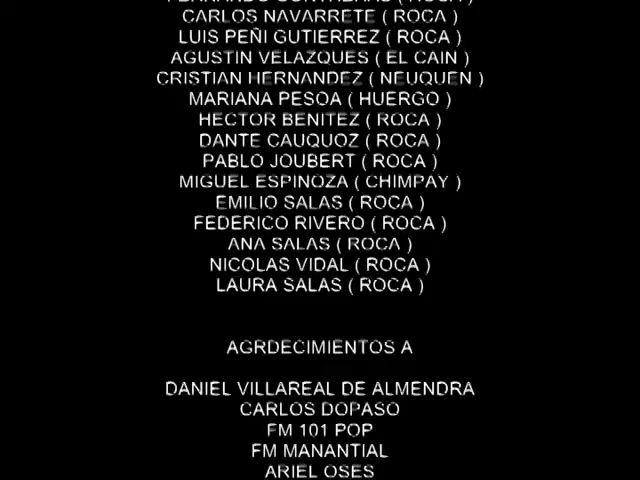 FERNANDO CONTRERAS ( ROCA )
CARLOS NAVARRETE ( ROCA )
LUIS PEÑI GUTIERREZ ( ROCA )
AGUSTIN VELAZQUES ( EL CAIN )
CRISTIAN HERNANDEZ ( NEUQUEN )
MARIANA PESOA ( HUERGO )
HECTOR BENITEZ ( ROCA )
DANTE CAUQUOZ ( ROCA )
PABLO JOUBERT ( ROCA )
MIGUEL ESPINOZA ( CHIMPAY )
EMILIO SALAS ( ROCA )
FEDERICO RIVERO ( ROCA )
ANA SALAS ( ROCA )
NICOLAS VIDAL ( ROCA )
LAURA SALAS ( ROCA )
AGRDECIMIENTOS A
DANIEL VILLAREAL DE ALMENDRA
CARLOS DOPASO
FM 101 POP
FM MANANTIAL
ARIEL OSES